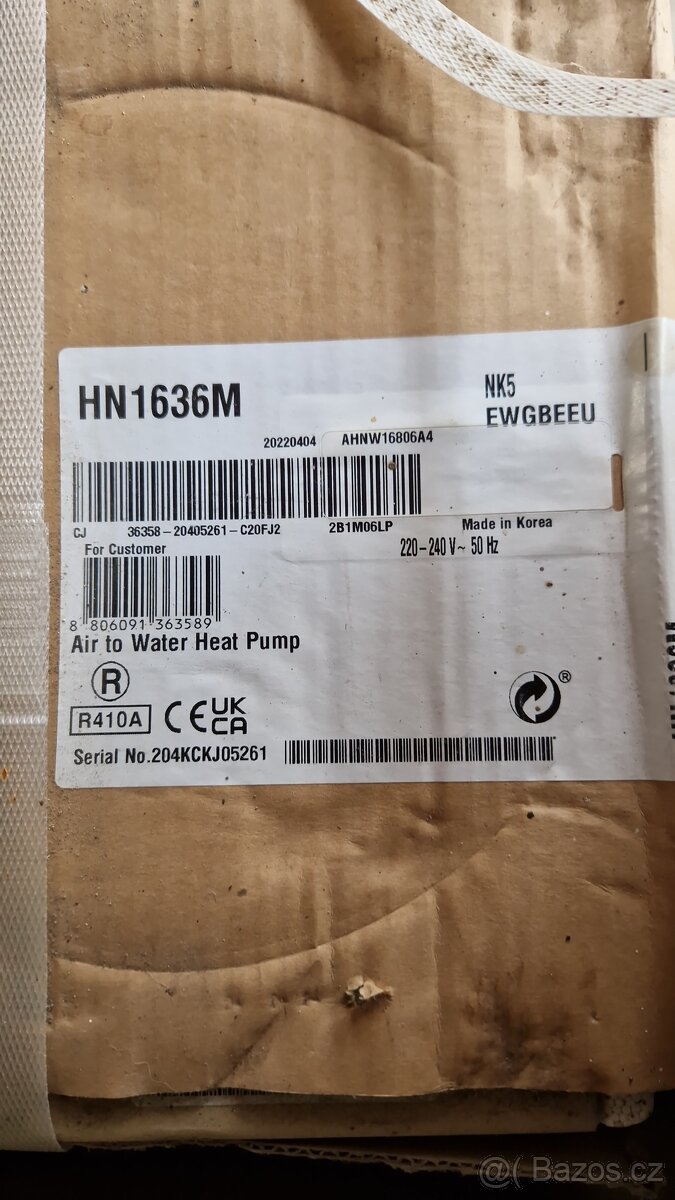 HN1636M
NK5
EWGBEEU
20220404 AHNW16806A4
CJ 36358-20405261-C20FJ2 2B1M06LP Made in Korea
For Customer
220-240 V~ 50 Hz
8 806091 363589
Air to Water Heat Pump
R
R410A CE UK CA ®
Serial No.204KCKJ05261
@( Bazos.cz